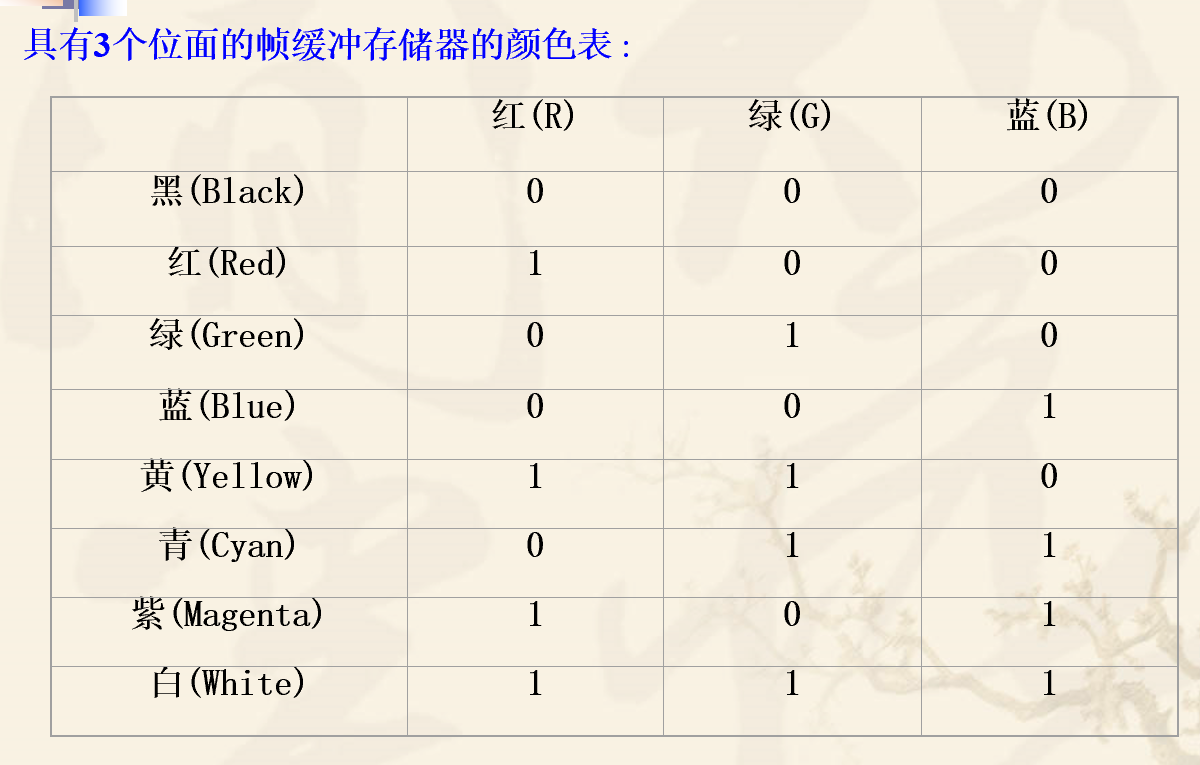 具有3个位面的帧缓冲存储器的颜色表：
红(R) 绿(G) 蓝(B)
黑(Black) 0 0 0
红(Red) 1 0 0
绿(Green) 0 1 0
蓝(Blue) 0 0 1
黄(Yellow) 1 1 0
青(Cyan) 0 1 1
紫(Magenta) 1 0 1
白(White) 1 1 1